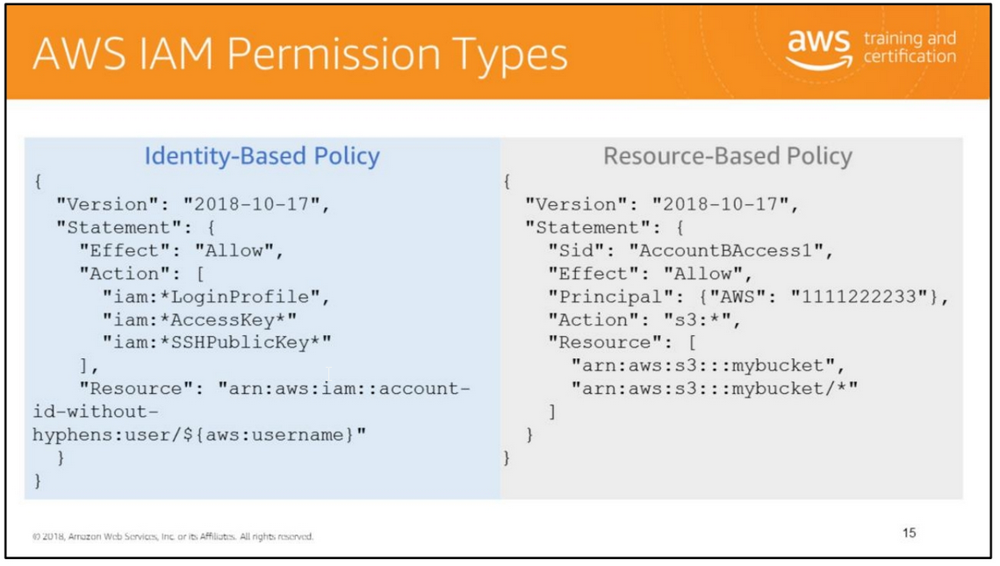 AWS IAM Permission Types
aws training and
certification
Identity-Based Policy
{
"Version": "2018-10-17",
"Statement": {
"Effect": "Allow",
"Action": [
"iam:*LoginProfile",
"iam:*AccessKey*"
"iam:*SSHPublicKey*"
],
"Resource": "arn:aws:iam::account-
id-without-
hyphens:user/${aws:username}"
}
}
Resource-Based Policy
{
"Version": "2018-10-17",
"Statement": {
"Sid": "AccountBAccess1",
"Effect": "Allow",
"Principal": {"AWS": "1111222233"},
"Action": "s3:*",
"Resource": [
"arn:aws:s3:::mybucket",
"arn:aws:s3:::mybucket/*"
]
}
}
© 2018, Amazon Web Services, Inc. or its Affiliates. All rights reserved.
15